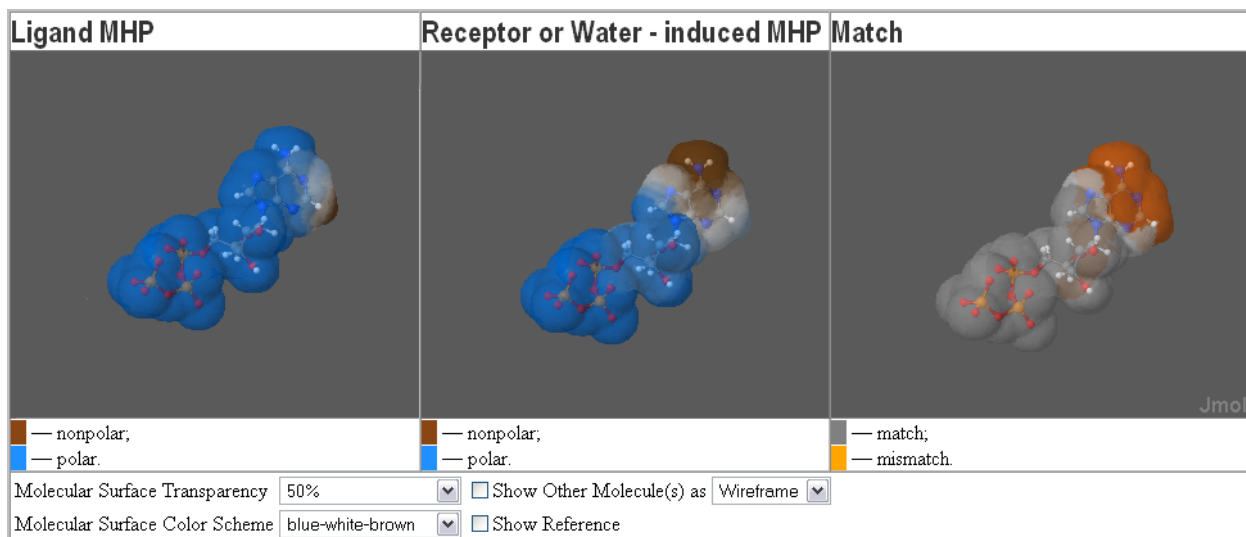 Ligand MHP
Receptor or Water - induced MHP
Match
Jmol
— nonpolar;
— polar.
— nonpolar;
— polar.
— match;
— mismatch.
Molecular Surface Transparency 50% Show Other Molecule(s) as Wireframe
Molecular Surface Color Scheme blue-white-brown Show Reference